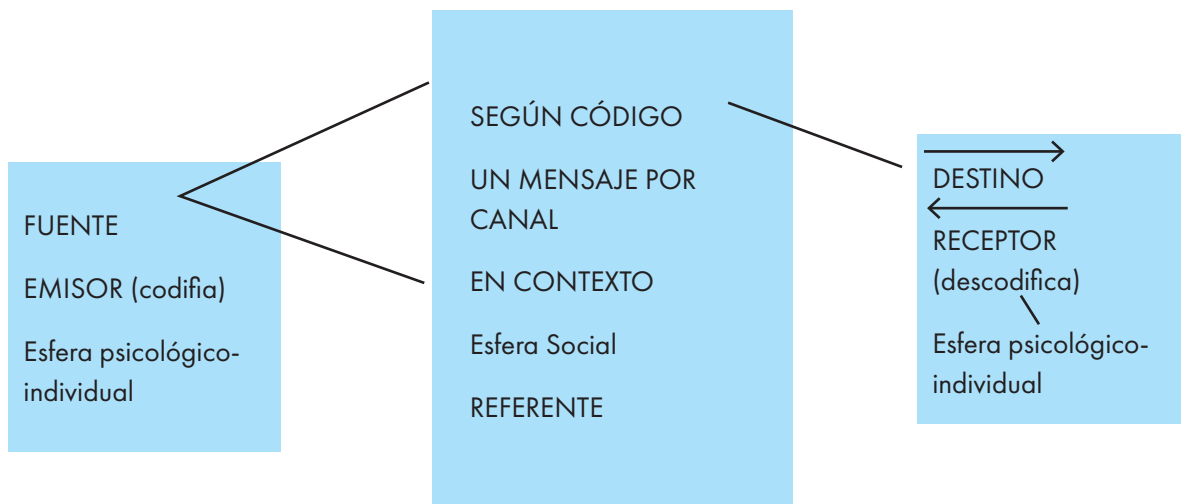 FUENTE
EMISOR (codifia)
Esfera psicológico-
individual
SEGÚN CÓDIGO
UN MENSAJE POR
CANAL
EN CONTEXTO
Esfera Social
REFERENTE
DESTINO
RECEPTOR
(descodifica)
Esfera psicológico-
individual